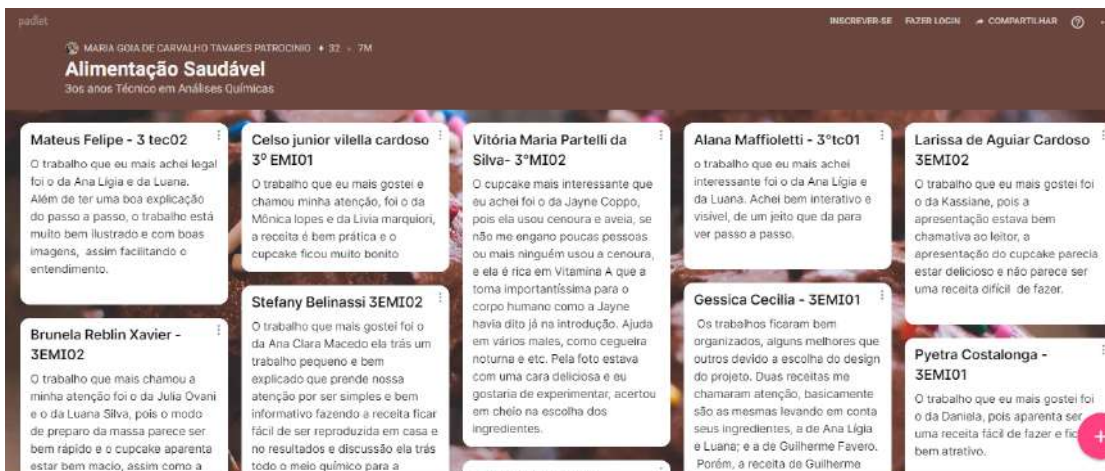 padlet
INSCREVER-SE FAZER LOGIN COMPARTILHAR
MARIA GOIA DE CARVALHO TAVARES PATROCINIO + 32 • 7M
Alimentação Saudável
3os anos Técnico em Análises Químicas
Mateus Felipe - 3 tec02
O trabalho que eu mais achei legal
foi o da Ana Lígia e da Luana.
Além de ter uma boa explicação
do passo a passo, o trabalho está
muito bem ilustrado e com boas
imagens, assim facilitando o
entendimento.
Brunela Reblin Xavier -
3EMI02
O trabalho que mais chamou a
minha atenção foi o da Julia Ovani
e o da Luana Silva, pois o modo
de preparo da massa parece ser
bem rápido e o cupcake aparenta
estar bem macio, assim como a
Celso junior vilella cardoso
3º EMI01
O trabalho que eu mais gostei e
chamou minha atenção, foi o da
Mônica lopes e da Livia marquiori,
a receita é bem prática e o
cupcake ficou muito bonito
Stefany Belinassi 3EMI02
O trabalho que mais gostei foi o
da Ana Clara Macedo ela trás um
trabalho pequeno e bem
explicado que prende nossa
atenção por ser simples e bem
informativo fazendo a receita ficar
fácil de ser reproduzida em casa e
no resultados e discussão ela trás
todo o meio químico para a
Vitória Maria Partelli da
Silva- 3°MI02
O cupcake mais interessante que
eu achei foi o da Jayne Coppo,
pois ela usou cenoura e aveia, se
não me engano poucas pessoas
ou mais ninguém usou a cenoura,
e ela é rica em Vitamina A que a
torna importantíssima para o
corpo humano como a Jayne
havia dito já na introdução. Ajuda
em vários males, como cegueira
noturna e etc. Pela foto estava
com uma cara deliciosa e eu
gostaria de experimentar, acertou
em cheio na escolha dos
ingredientes.
Alana Maffioletti - 3°tc01
o trabalho que eu mais achei
interessante foi o da Ana Lígia e
da Luana. Achei bem interativo e
visível, de um jeito que da para
ver passo a passo.
Gessica Cecilia - 3EMI01
Os trabalhos ficaram bem
organizados, alguns melhores que
outros devido a escolha do design
do projeto. Duas receitas me
chamaram atenção, basicamente
são as mesmas levando em conta
seus ingredientes, a de Ana Lígia
e Luana; e a de Guilherme Favero.
Porém, a receita de Guilherme
Larissa de Aguiar Cardoso
3EMI02
O trabalho que eu mais gostei foi
o da Kassiane, pois a
apresentação estava bem
chamativa ao leitor, a
apresentação do cupcake parecia
estar delicioso e não parece ser
uma receita difícil de fazer.
Pyetra Costalonga -
3EMI01
O trabalho que eu mais gostei foi
o da Daniela, pois aparenta ser
uma receita fácil de fazer e
bem atrativo.